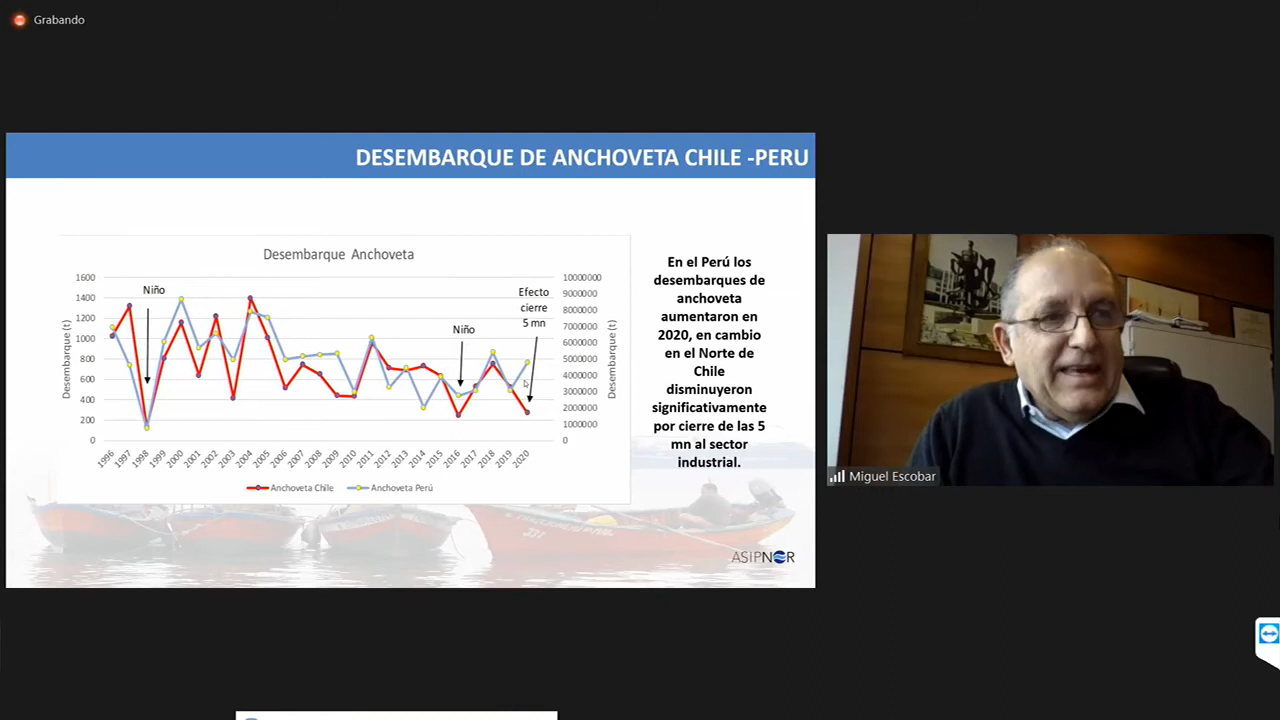 Grabando
DESEMBARQUE DE ANCHOVETA CHILE -PERU
Desembarque Anchoveta
1600
1400
1200
1000
800
600
400
200
0
Desembarque (t)
10000000
9000000
8000000
7000000
6000000
5000000
4000000
3000000
2000000
1000000
0
Desembarque (t)
Niño
Niño
Efecto
cierre
5 mn
1996
1997
1998
1999
2000
2001
2002
2003
2004
2005
2006
2007
2008
2009
2010
2011
2012
2013
2014
2015
2016
2017
2018
2019
2020
Anchoveta Chile
Anchoveta Perú
En el Perú los
desembarques de
anchoveta
aumentaron en
2020, en cambio
en el Norte de
Chile
disminuyeron
significativamente
por cierre de las 5
mn al sector
industrial.
ASIPNOR
Miguel Escobar